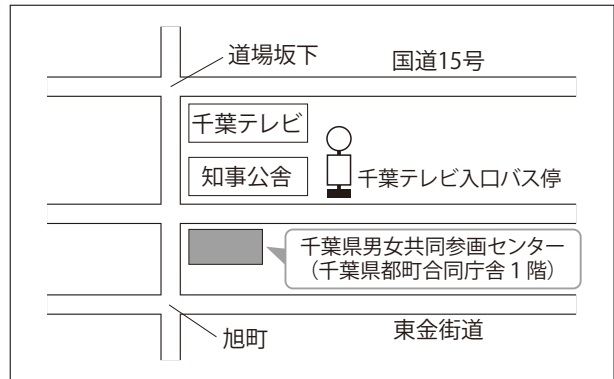 道場坂下
国道15号
千葉テレビ
知事公舎
千葉テレビ入口バス停
千葉県男女共同参画センター
（千葉県都町合同庁舎１階）
旭町
東金街道